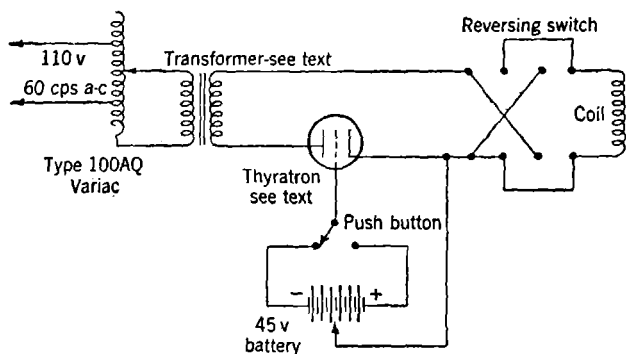 Reversing switch
110 v
Transformer-see text
60 cps a-c
Coil
Type 100AQ
Variac
Thyratron
see text
Push button
− +
45 v
battery